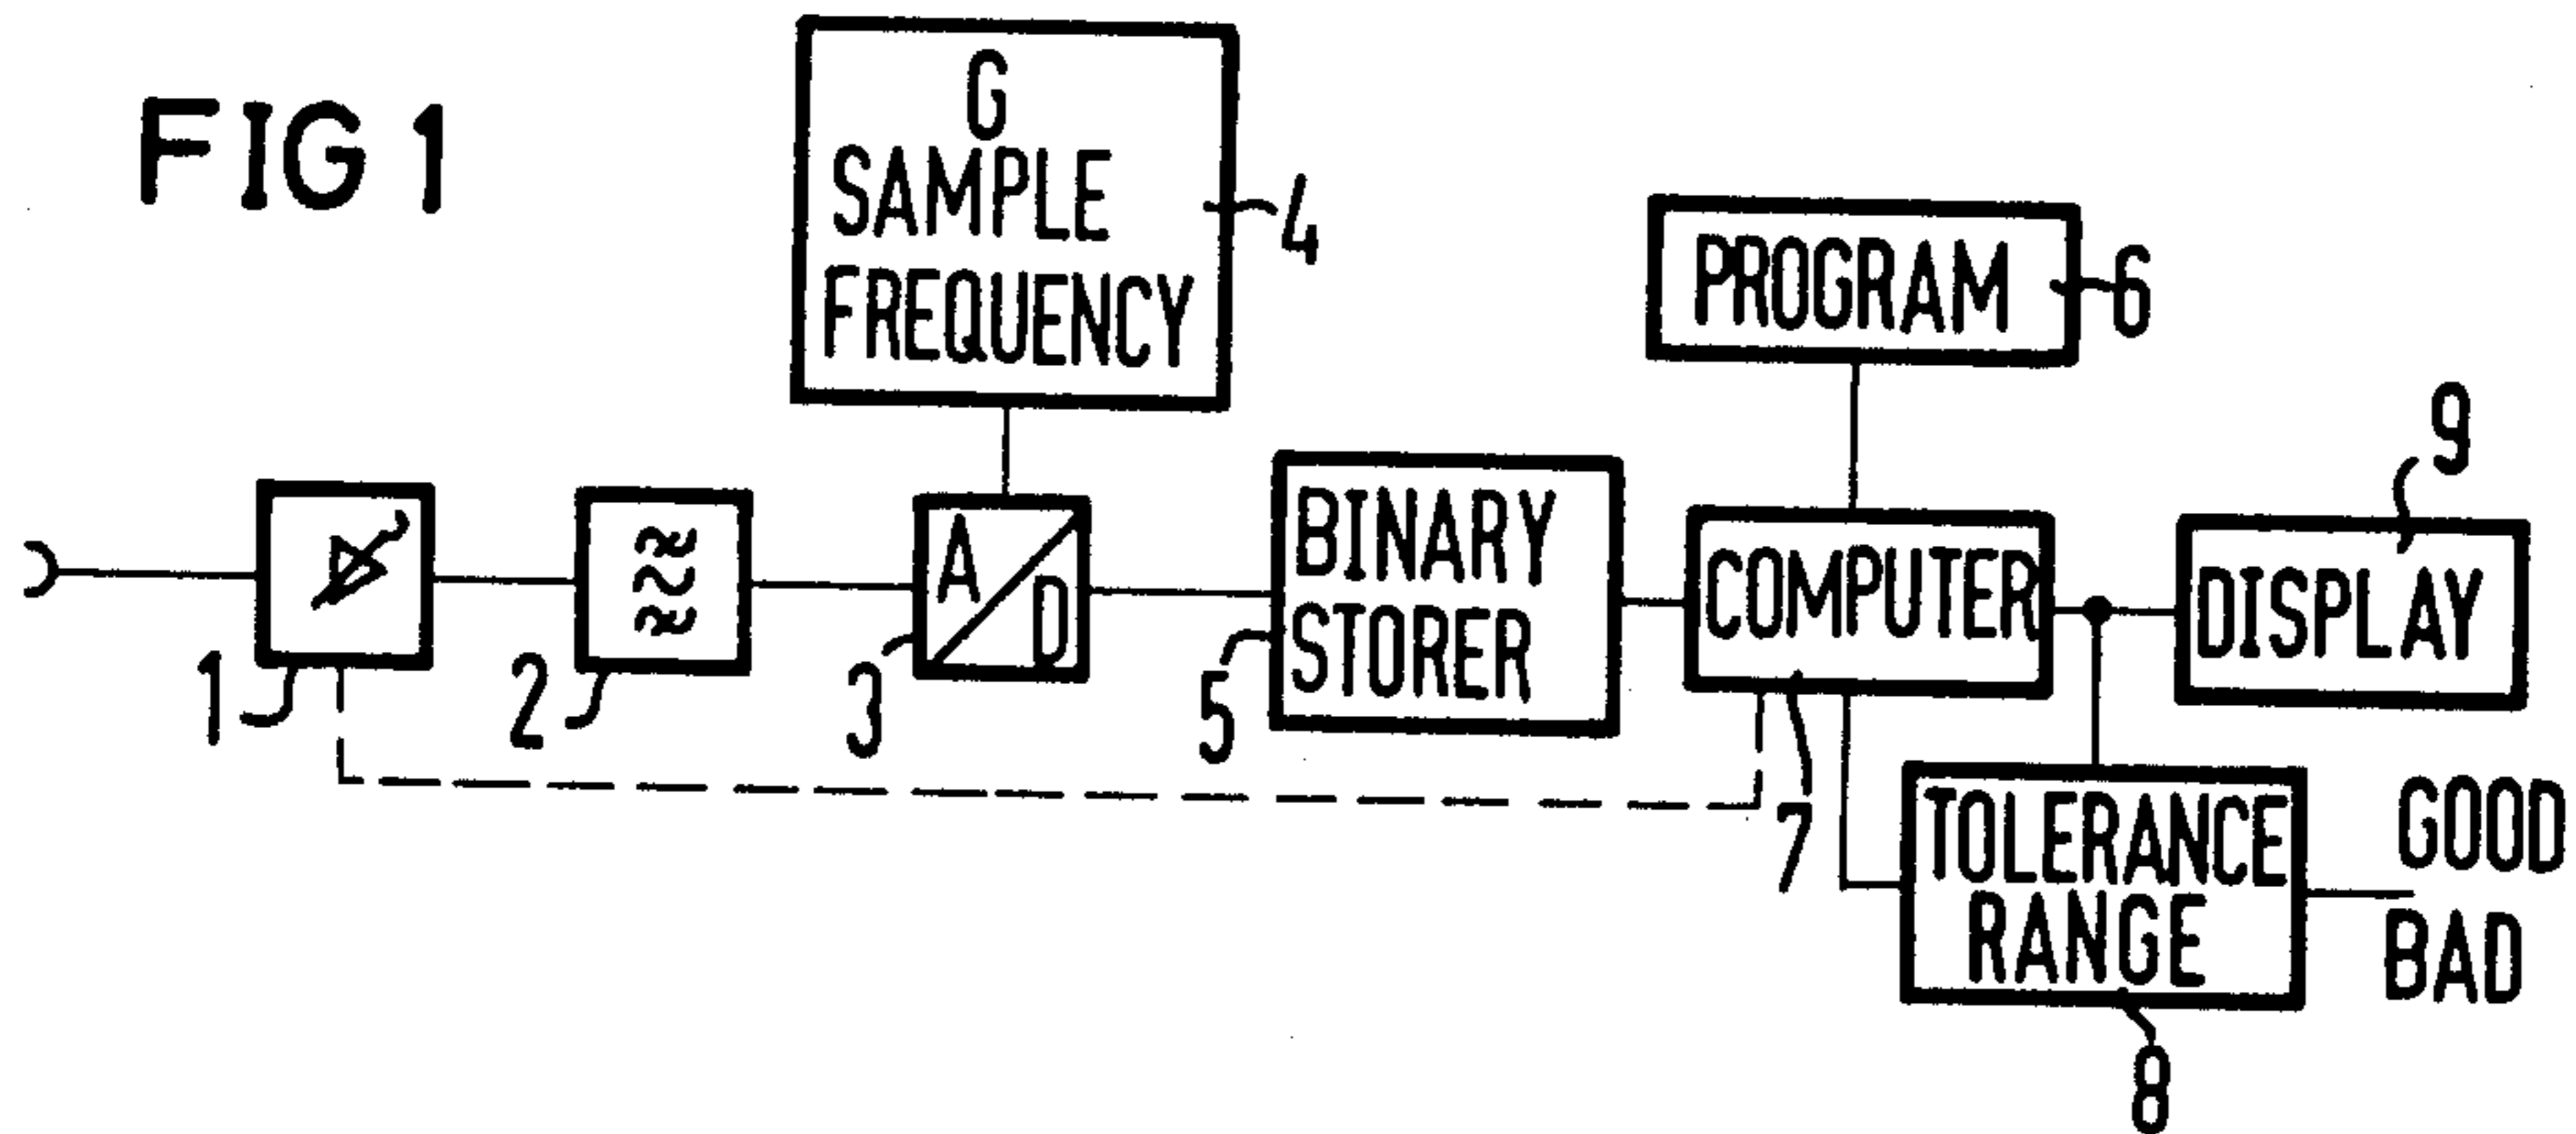 FIG 1
G
SAMPLE
FREQUENCY
4
PROGRAM
6
9
A
D
BINARY
STORER
COMPUTER
DISPLAY
1
2
3
5
7
TOLERANCE
RANGE
GOOD
BAD
8